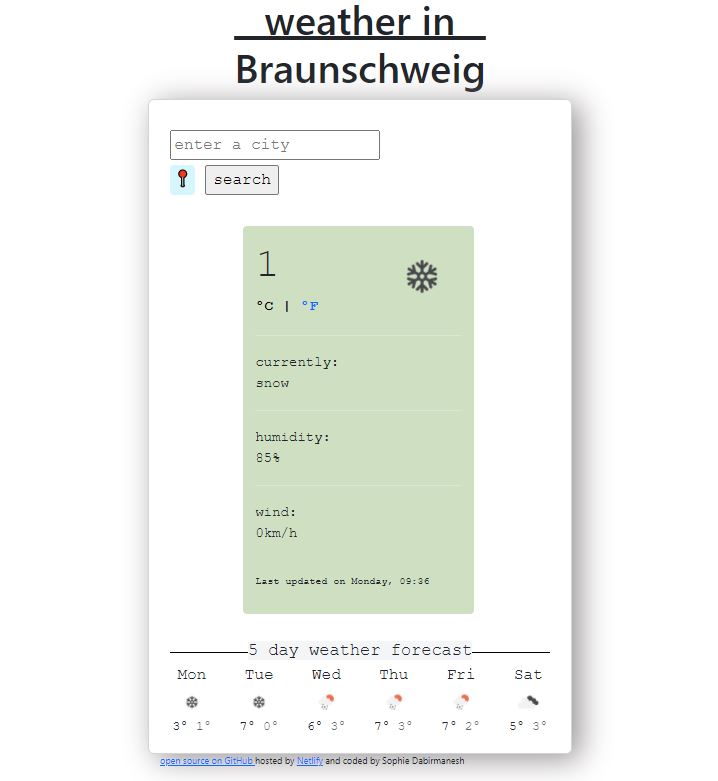 weather in
Braunschweig
enter a city
search
1
°C | °F
currently:
snow
humidity:
85%
wind:
0km/h
Last updated on Monday, 09:36
5 day weather forecast
Mon Tue Wed Thu Fri Sat
3° 1° 7° 0° 6° 3° 7° 3° 7° 2° 5° 3°
open source on GitHub hosted by Netlify and coded by Sophie Dabirmanesh